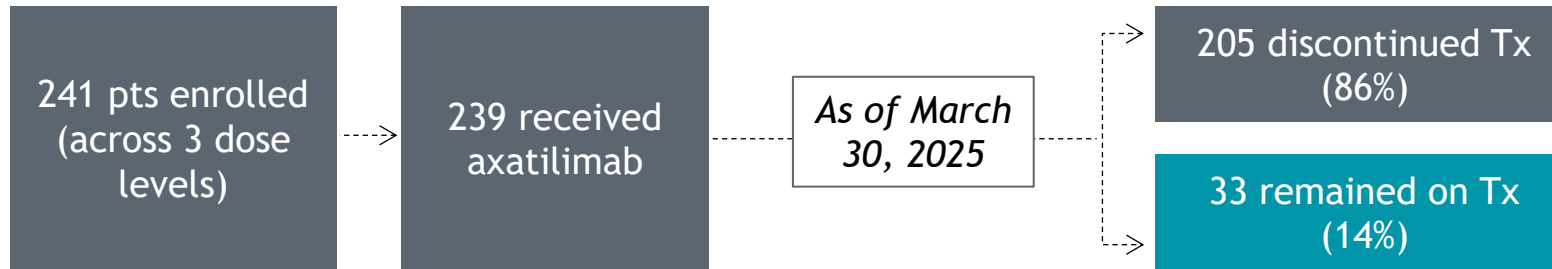 241 pts enrolled
(across 3 dose
levels)
239 received
axatilimab
As of March
30, 2025
205 discontinued Tx
(86%)
33 remained on Tx
(14%)